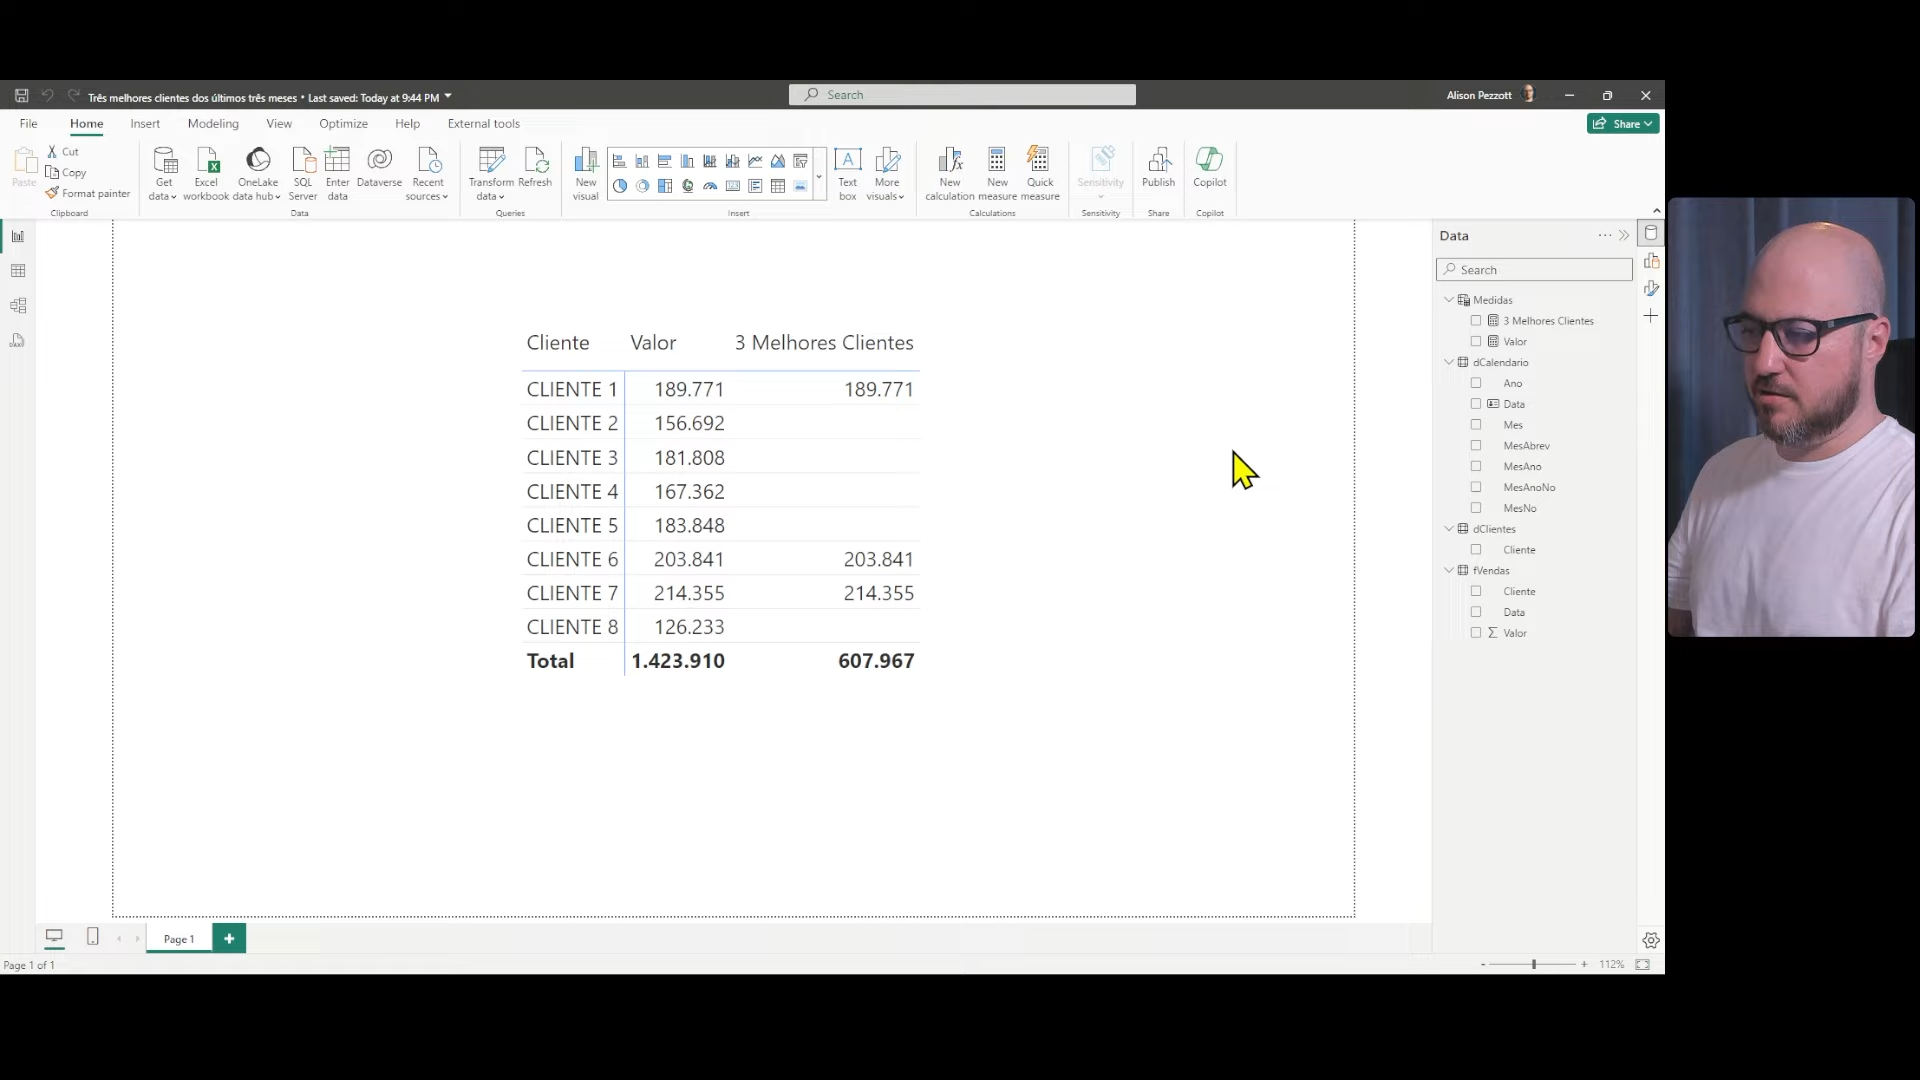 Três melhores clientes dos últimos três meses • Last saved: Today at 9:44 PM
Search
Alison Pezzott
File Home Insert Modeling View Optimize Help External tools
Share
Paste
Cut
Copy
Format painter
Clipboard
Get data
Excel workbook
OneLake data hub
SQL Server
Enter data
Dataverse
Recent sources
Data
Transform data
Refresh
Queries
New visual
Text box
More visuals
Insert
New calculation
New measure
Quick measure
Calculations
Sensitivity
Sensitivity
Publish
Share
Copilot
Copilot
Cliente Valor 3 Melhores Clientes
CLIENTE 1 189.771 189.771
CLIENTE 2 156.692
CLIENTE 3 181.808
CLIENTE 4 167.362
CLIENTE 5 183.848
CLIENTE 6 203.841 203.841
CLIENTE 7 214.355 214.355
CLIENTE 8 126.233
Total 1.423.910 607.967
Data
Search
Medidas
3 Melhores Clientes
Valor
dCalendario
Ano
Data
Mes
MesAbrev
MesAno
MesAnoNo
MesNo
dClientes
Cliente
fVendas
Cliente
Data
Valor
Page 1
Page 1 of 1
112%